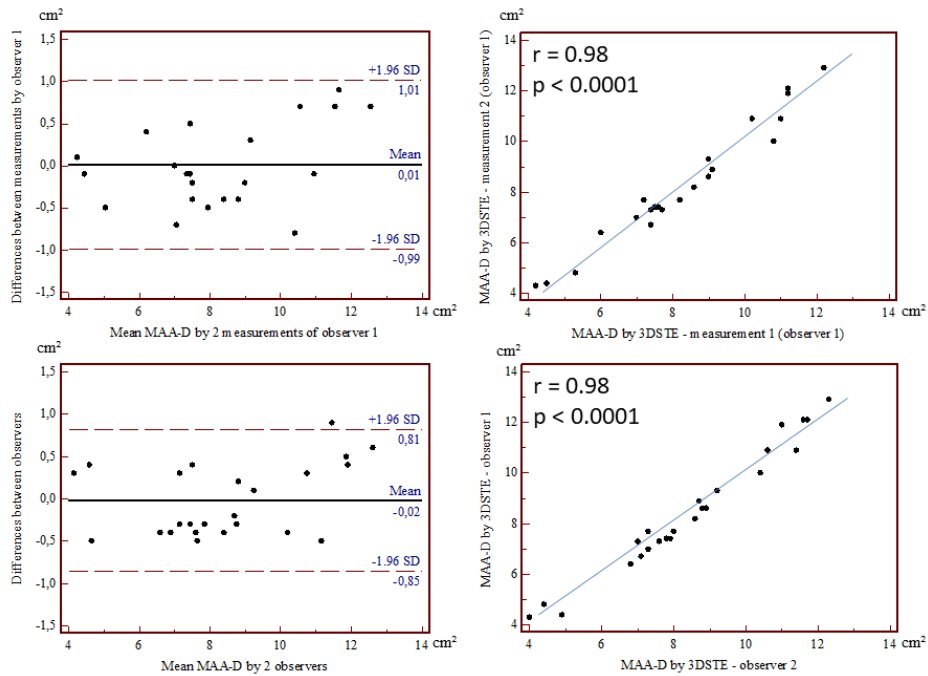 cm²
1,5
1,0
0,5
0,0
-0,5
-1,0
-1,5
+1.96 SD
1,01
Mean
0,01
-1.96 SD
-0,99
4
6
8
10
12
14
cm²
Differences between measurements by observer 1
Mean MAA-D by 2 measurements of observer 1
cm²
14
12
10
8
6
4
r = 0.98
p < 0.0001
4
6
8
10
12
14
cm²
MAA-D by 3DSTE - measurement 2 (observer 1)
MAA-D by 3DSTE - measurement 1 (observer 1)
cm²
1,5
1,0
0,5
0,0
-0,5
-1,0
-1,5
+1.96 SD
0,81
Mean
-0,02
-1.96 SD
-0,85
4
6
8
10
12
14
cm²
Differences between observers
Mean MAA-D by 2 observers
cm²
14
12
10
8
6
4
r = 0.98
p < 0.0001
4
6
8
10
12
14
cm²
MAA-D by 3DSTE - observer 1
MAA-D by 3DSTE - observer 2